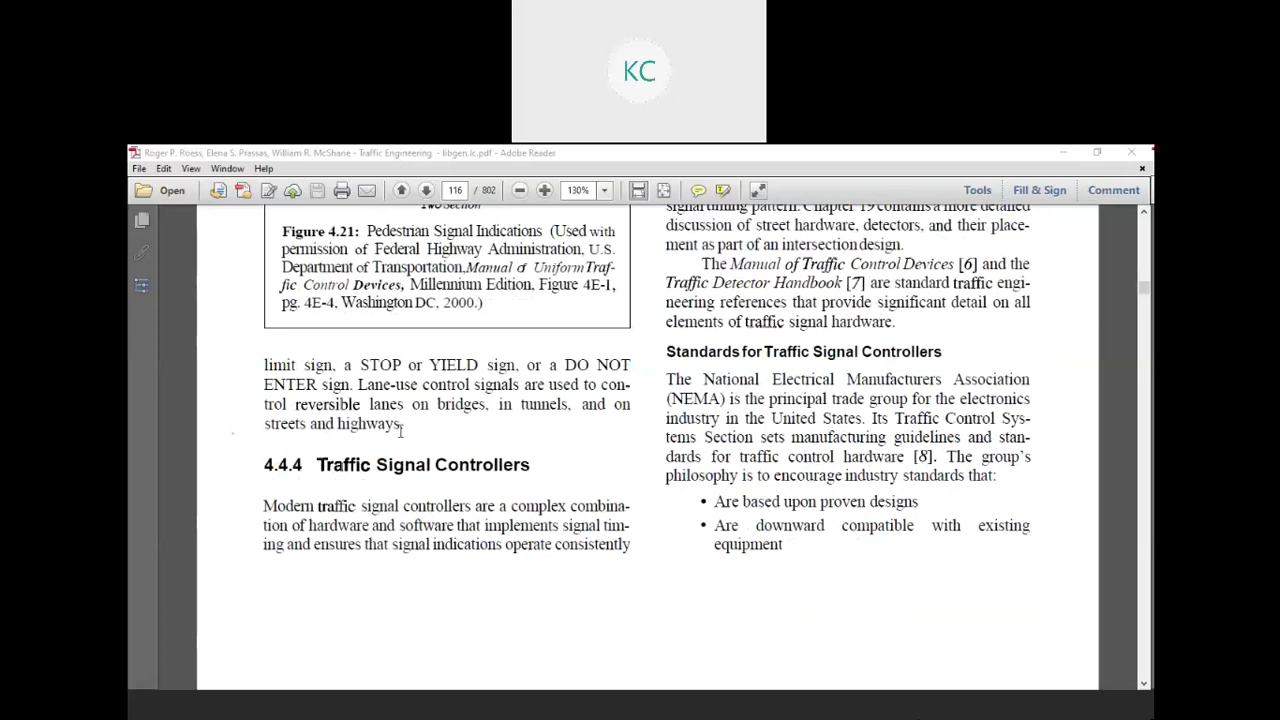 KC
Roger P. Roess, Elena S. Prassas, William R. McShane - Traffic Engineering - libgen.lc.pdf - Adobe Reader
File Edit View Window Help
Open 116 / 802 130% Tools Fill & Sign Comment
Two Section
Figure 4.21: Pedestrian Signal Indications (Used with
permission of Federal Highway Administration, U.S.
Department of Transportation, Manual of Uniform Traf-
fic Control Devices, Millennium Edition, Figure 4E-1,
pg. 4E-4, Washington DC, 2000.)
limit sign, a STOP or YIELD sign, or a DO NOT
ENTER sign. Lane-use control signals are used to con-
trol reversible lanes on bridges, in tunnels, and on
streets and highways.
4.4.4 Traffic Signal Controllers
Modern traffic signal controllers are a complex combina-
tion of hardware and software that implements signal tim-
ing and ensures that signal indications operate consistently
signal timing pattern. Chapter 19 contains a more detailed
discussion of street hardware, detectors, and their place-
ment as part of an intersection design.
The Manual of Traffic Control Devices [6] and the
Traffic Detector Handbook [7] are standard traffic engi-
neering references that provide significant detail on all
elements of traffic signal hardware.
Standards for Traffic Signal Controllers
The National Electrical Manufacturers Association
(NEMA) is the principal trade group for the electronics
industry in the United States. Its Traffic Control Sys-
tems Section sets manufacturing guidelines and stan-
dards for traffic control hardware [8]. The group's
philosophy is to encourage industry standards that:
• Are based upon proven designs
• Are downward compatible with existing
equipment